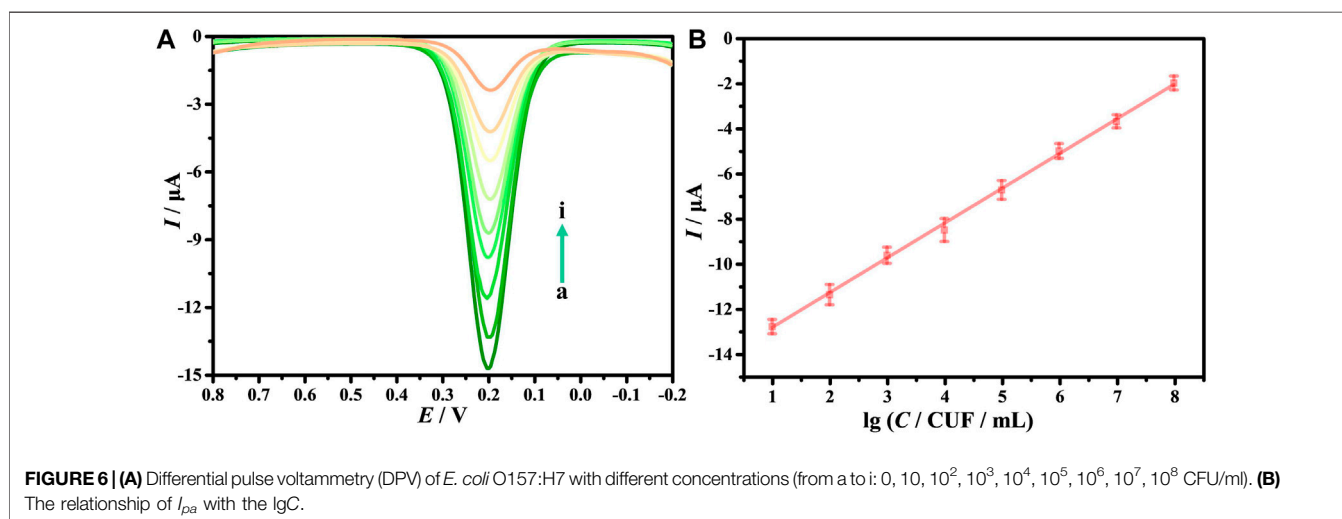 A
0
-3
-6
-9
-12
-15
I / µA
i
a
0.8 0.7 0.6 0.5 0.4 0.3 0.2 0.1 0.0 -0.1 -0.2
E / V
B
0
-2
-4
-6
-8
-10
-12
-14
I / µA
1 2 3 4 5 6 7 8
lg (C / CUF / mL)
FIGURE 6 | (A) Differential pulse voltammetry (DPV) of E. coli O157:H7 with different concentrations (from a to i: 0, 10, 10², 10³, 10⁴, 10⁵, 10⁶, 10⁷, 10⁸ CFU/ml). (B)
The relationship of Ipa with the lgC.